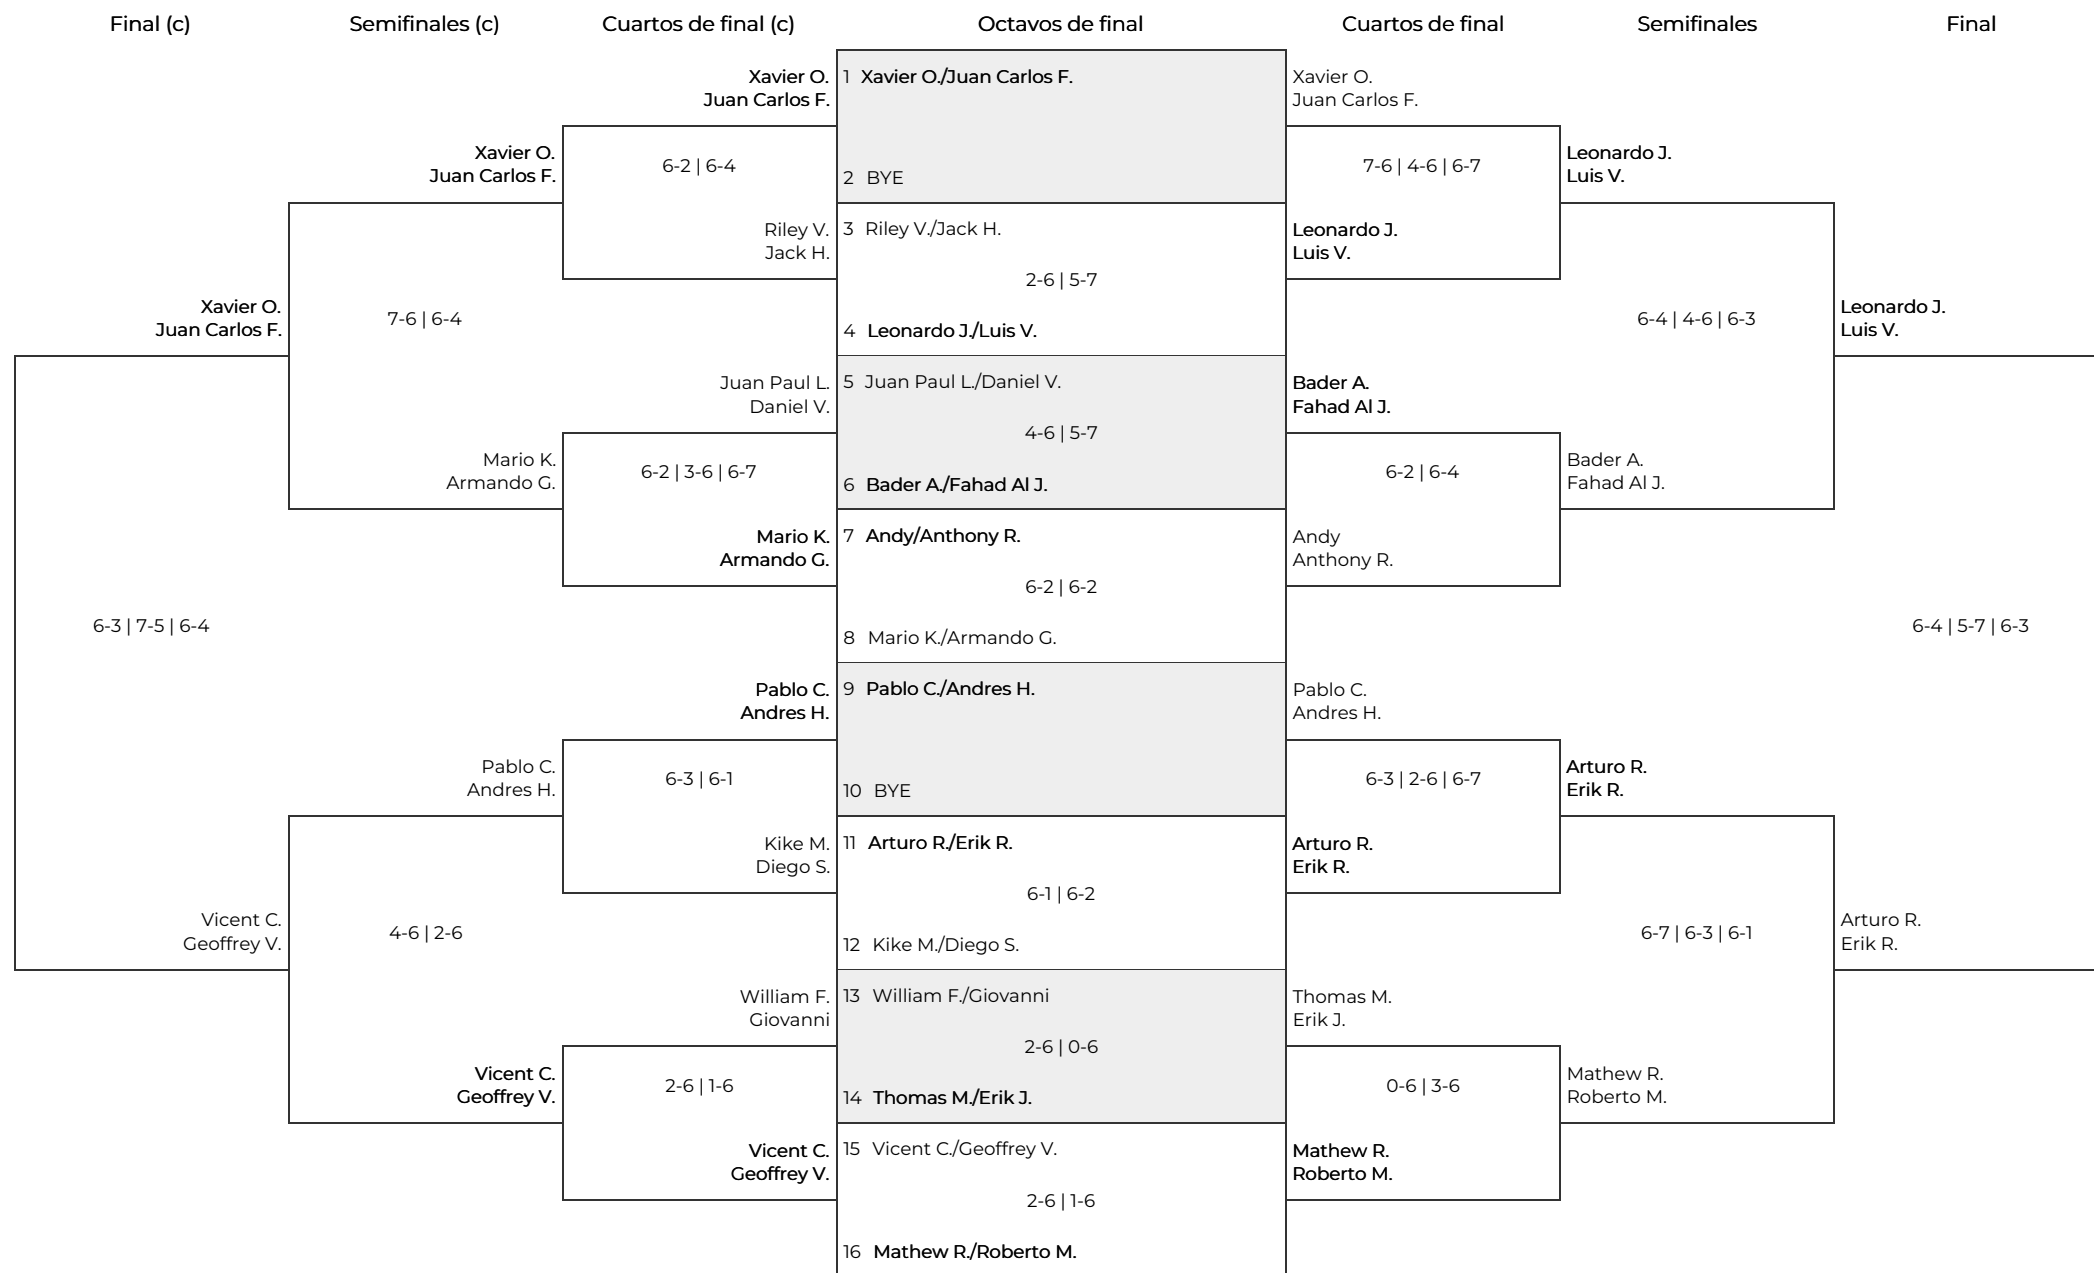 Final (c)
Semifinales (c)
Cuartos de final (c)
Octavos de final
Cuartos de final
Semifinales
Final
Xavier O.
Juan Carlos F.
6-3 | 7-5 | 6-4
Vicent C.
Geoffrey V.
Xavier O.
Juan Carlos F.
7-6 | 6-4
Mario K.
Armando G.
Pablo C.
Andres H.
4-6 | 2-6
Vicent C.
Geoffrey V.
Xavier O.
Juan Carlos F.
6-2 | 6-4
Riley V.
Jack H.
Juan Paul L.
Daniel V.
6-2 | 3-6 | 6-7
Mario K.
Armando G.
Pablo C.
Andres H.
6-3 | 6-1
Kike M.
Diego S.
William F.
Giovanni
2-6 | 1-6
Vicent C.
Geoffrey V.
1 Xavier O./Juan Carlos F.
2 BYE
3 Riley V./Jack H.
2-6 | 5-7
4 Leonardo J./Luis V.
5 Juan Paul L./Daniel V.
4-6 | 5-7
6 Bader A./Fahad Al J.
7 Andy/Anthony R.
6-2 | 6-2
8 Mario K./Armando G.
9 Pablo C./Andres H.
10 BYE
11 Arturo R./Erik R.
6-1 | 6-2
12 Kike M./Diego S.
13 William F./Giovanni
2-6 | 0-6
14 Thomas M./Erik J.
15 Vicent C./Geoffrey V.
2-6 | 1-6
16 Mathew R./Roberto M.
Xavier O.
Juan Carlos F.
7-6 | 4-6 | 6-7
Leonardo J.
Luis V.
Bader A.
Fahad Al J.
6-2 | 6-4
Andy
Anthony R.
Pablo C.
Andres H.
6-3 | 2-6 | 6-7
Arturo R.
Erik R.
Thomas M.
Erik J.
0-6 | 3-6
Mathew R.
Roberto M.
Leonardo J.
Luis V.
6-4 | 4-6 | 6-3
Bader A.
Fahad Al J.
Arturo R.
Erik R.
6-7 | 6-3 | 6-1
Mathew R.
Roberto M.
Leonardo J.
Luis V.
6-4 | 5-7 | 6-3
Arturo R.
Erik R.